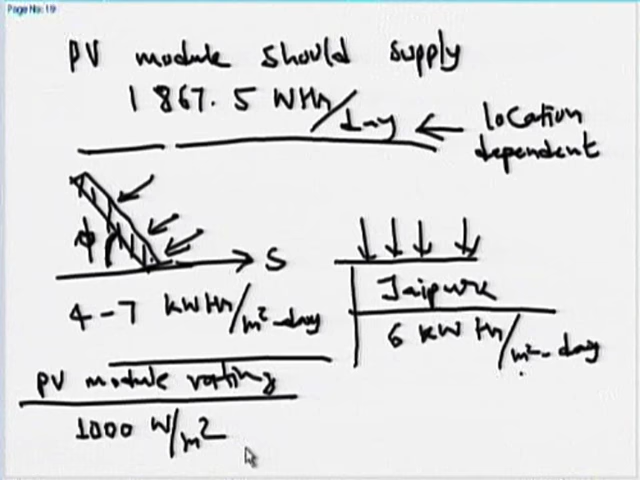 Page No: 19
PV module should supply
1867.5 WHr/day
location
dependent
ϕ
S
4-7 KWHr/m²-day
Jaipur
6 KWHr/m²-day
PV module rating
1000 W/m²